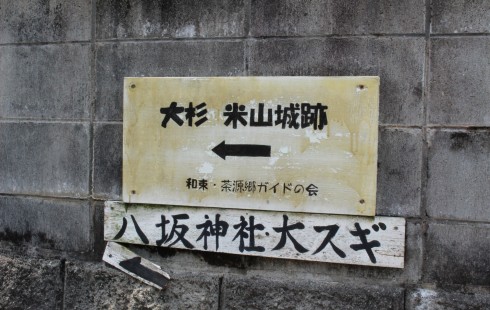 大杉 米山城跡
←
和束・茶源郷ガイドの会
八坂神社・大スギ